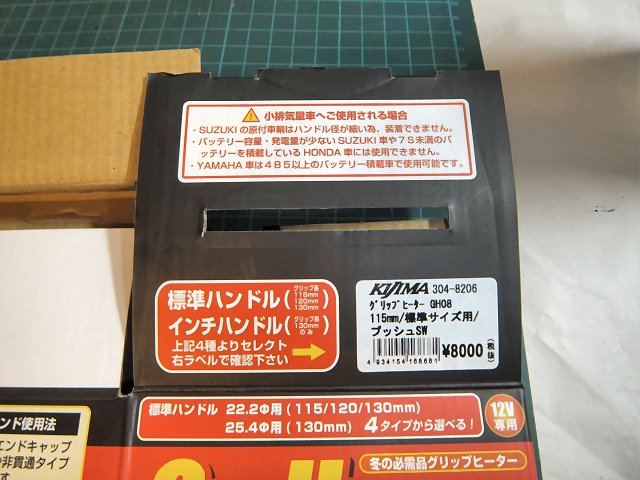 小排気量車へご使用される場合
・SUZUKIの原付車輌はハンドル径が細い為、装着できません。
・バッテリー容量・発電量が少ないSUZUKI車や7S未満のバ
ッテリーを積載しているHONDA車には使用できません。
・YAMAHA車は4B5以上のバッテリー積載車で使用可能です。
標準ハンドル(グリップ長 115mm 120mm 130mm)
インチハンドル(グリップ長 130mm のみ)
上記4種よりセレクト
右ラベルで確認下さい
KIJIMA 304-8206
グリップヒーター GH08
115mm/標準サイズ用/
プッシュSW
4934154168661
¥8000(税抜)
標準ハンドル 22.2Φ用(115/120/130mm)
25.4Φ用(130mm) 4タイプから選べる!
12V専用
冬の必需品グリップヒーター
ンド使用法
エンドキャップ
非貫通タイプ
す。